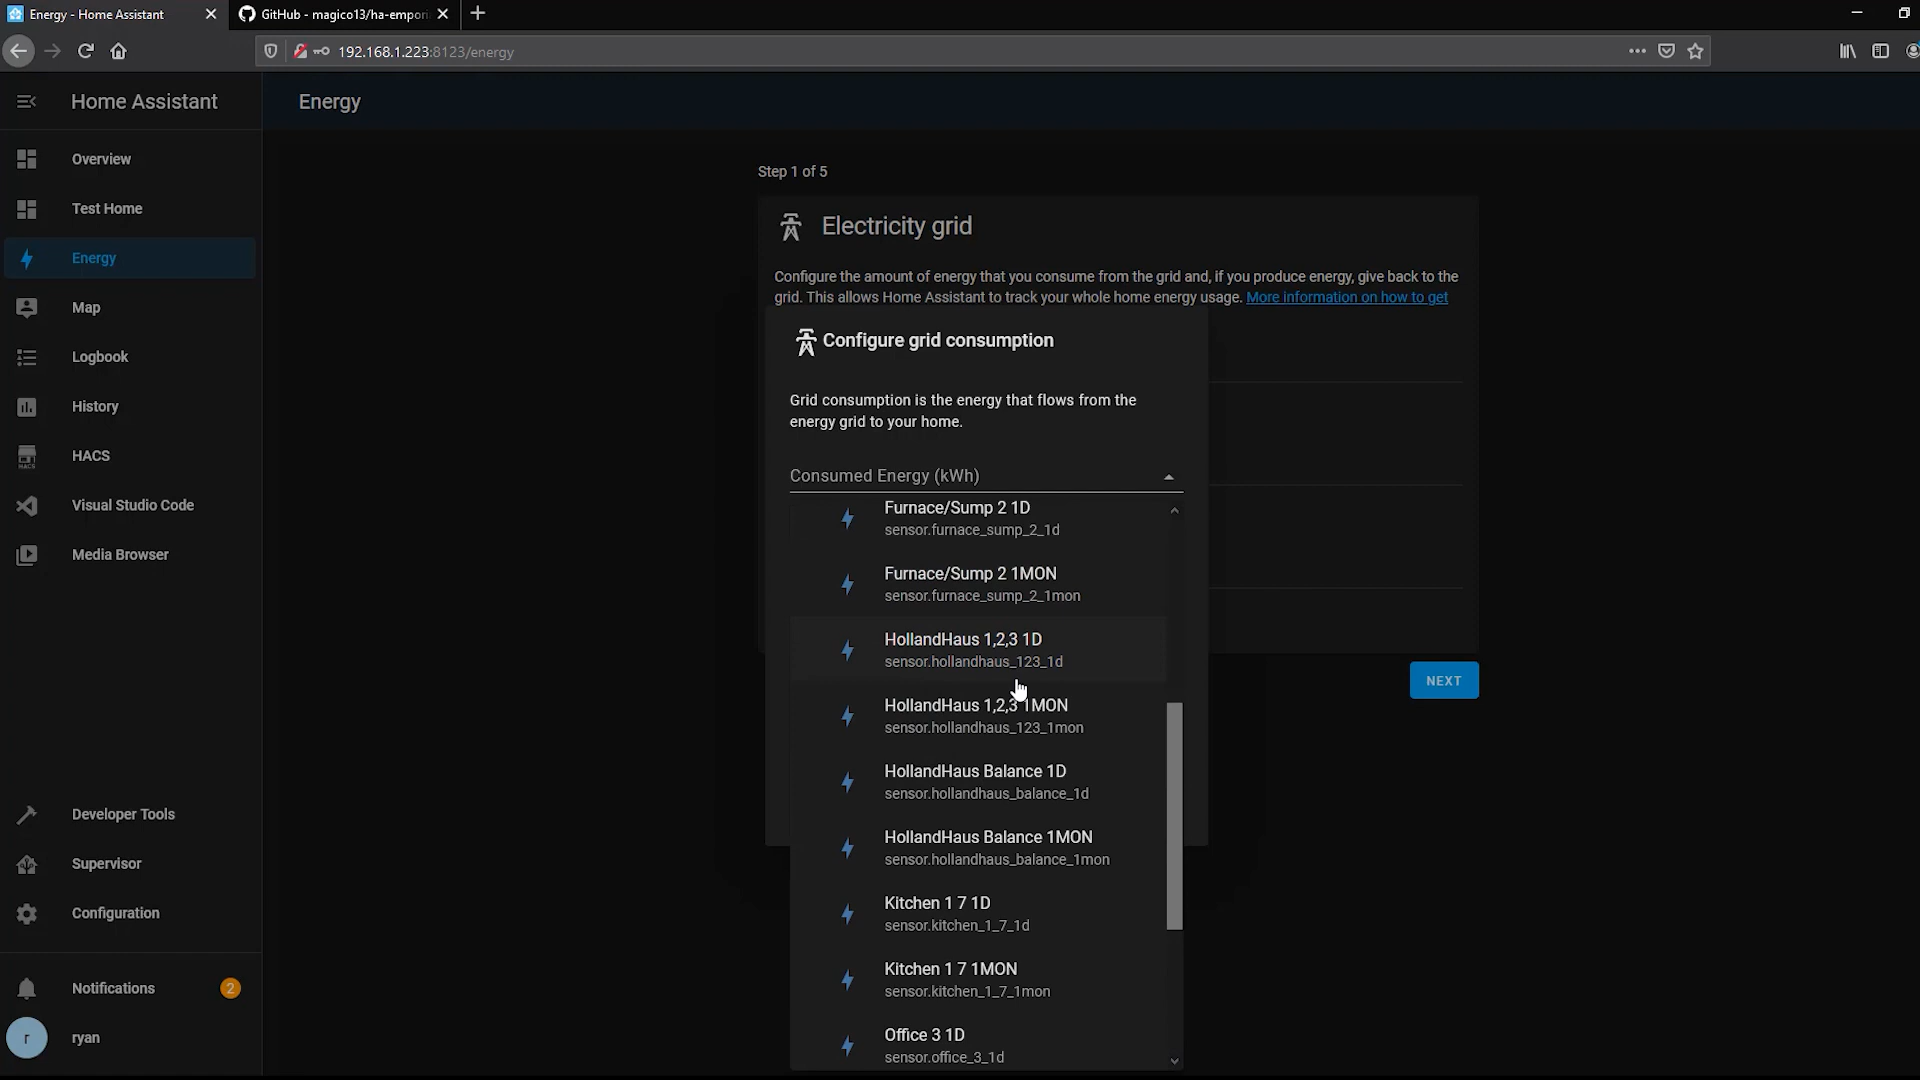 Energy - Home Assistant
GitHub - magico13/ha-empori
192.168.1.223:8123/energy
Home Assistant
Energy
Overview
Test Home
Energy
Map
Logbook
History
HACS
HACS
Visual Studio Code
Media Browser
Developer Tools
Supervisor
Configuration
Notifications
2
r
ryan
Step 1 of 5
Electricity grid
Configure the amount of energy that you consume from the grid and, if you produce energy, give back to the
grid. This allows Home Assistant to track your whole home energy usage. More information on how to get
Configure grid consumption
Grid consumption is the energy that flows from the
energy grid to your home.
Consumed Energy (kWh)
Furnace/Sump 2 1D
sensor.furnace_sump_2_1d
Furnace/Sump 2 1MON
sensor.furnace_sump_2_1mon
HollandHaus 1,2,3 1D
sensor.hollandhaus_123_1d
HollandHaus 1,2,3 1MON
sensor.hollandhaus_123_1mon
HollandHaus Balance 1D
sensor.hollandhaus_balance_1d
HollandHaus Balance 1MON
sensor.hollandhaus_balance_1mon
Kitchen 1 7 1D
sensor.kitchen_1_7_1d
Kitchen 1 7 1MON
sensor.kitchen_1_7_1mon
Office 3 1D
sensor.office_3_1d
NEXT